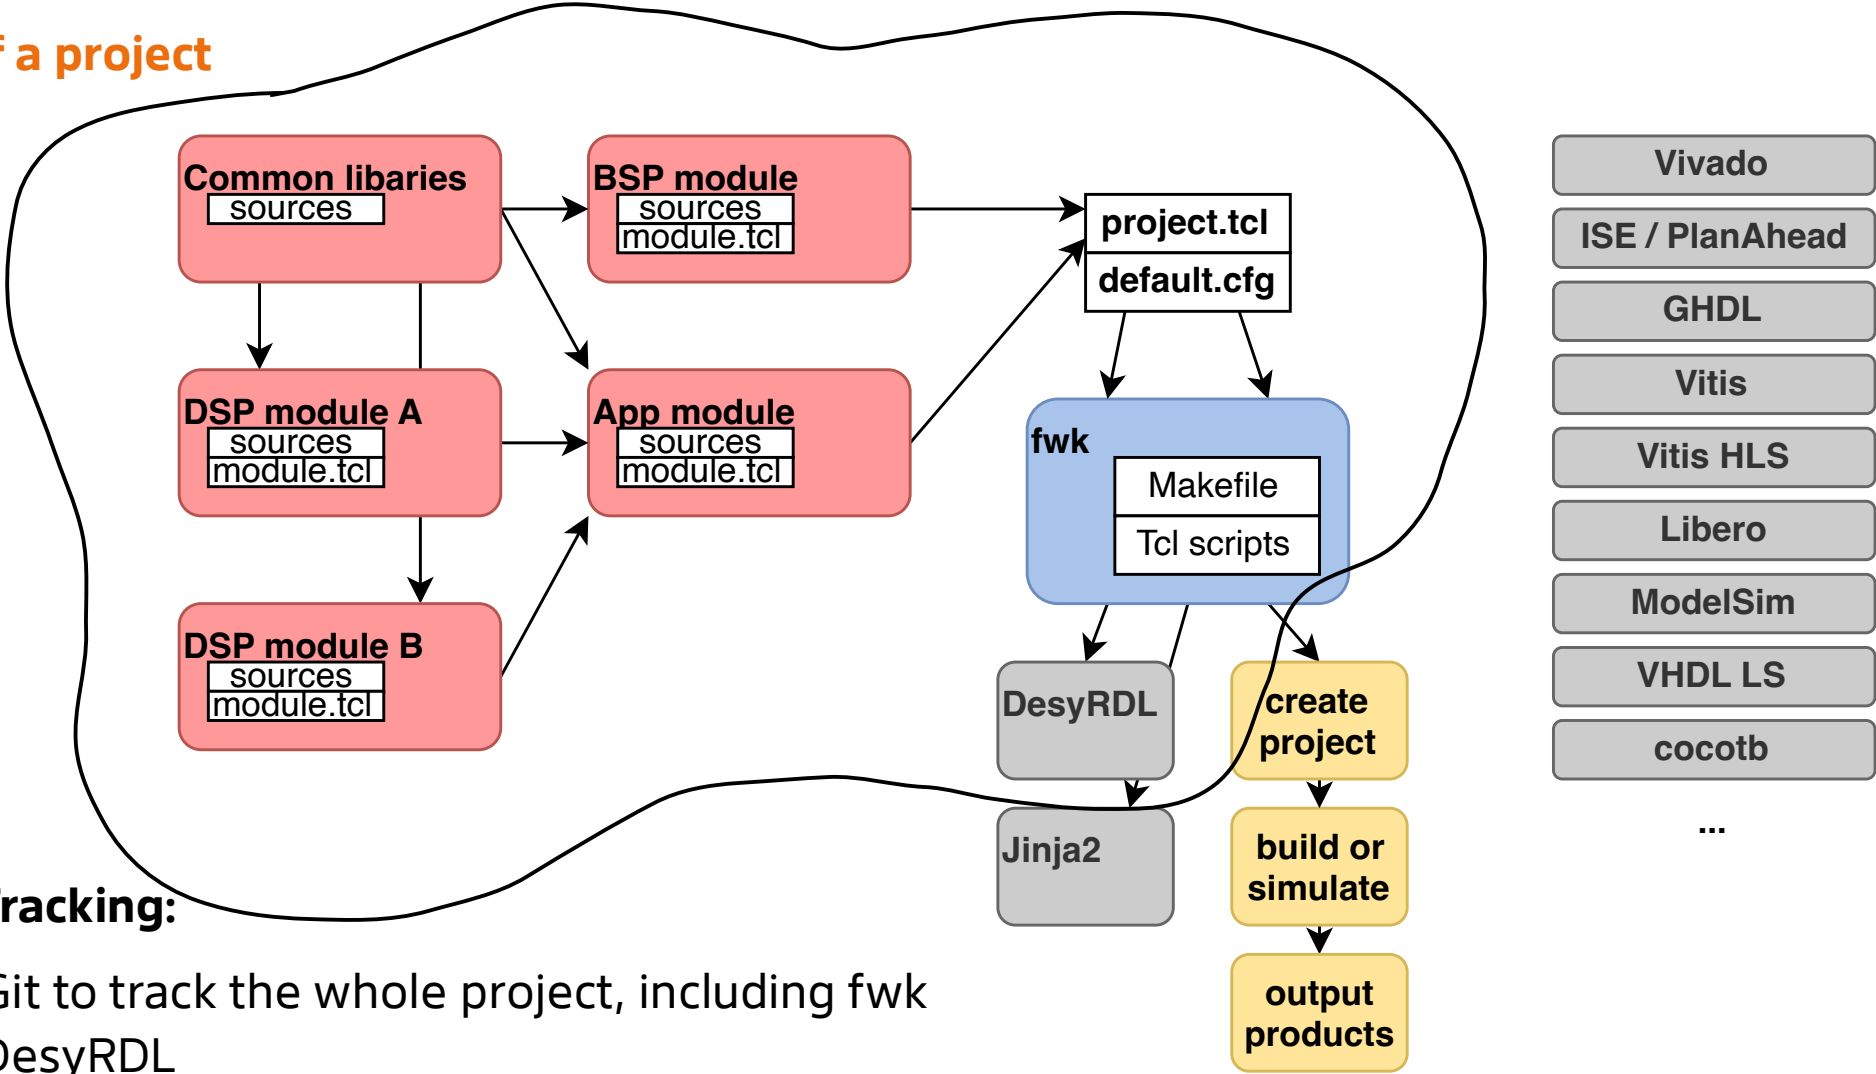 a project
Common libaries
sources
BSP module
sources
module.tcl
project.tcl
default.cfg
DSP module A
sources
module.tcl
App module
sources
module.tcl
fwk
Makefile
Tcl scripts
DSP module B
sources
module.tcl
DesyRDL
Jinja2
create
project
build or
simulate
output
products
Vivado
ISE / PlanAhead
GHDL
Vitis
Vitis HLS
Libero
ModelSim
VHDL LS
cocotb
...
racking:
Git to track the whole project, including fwk
DesyRDL